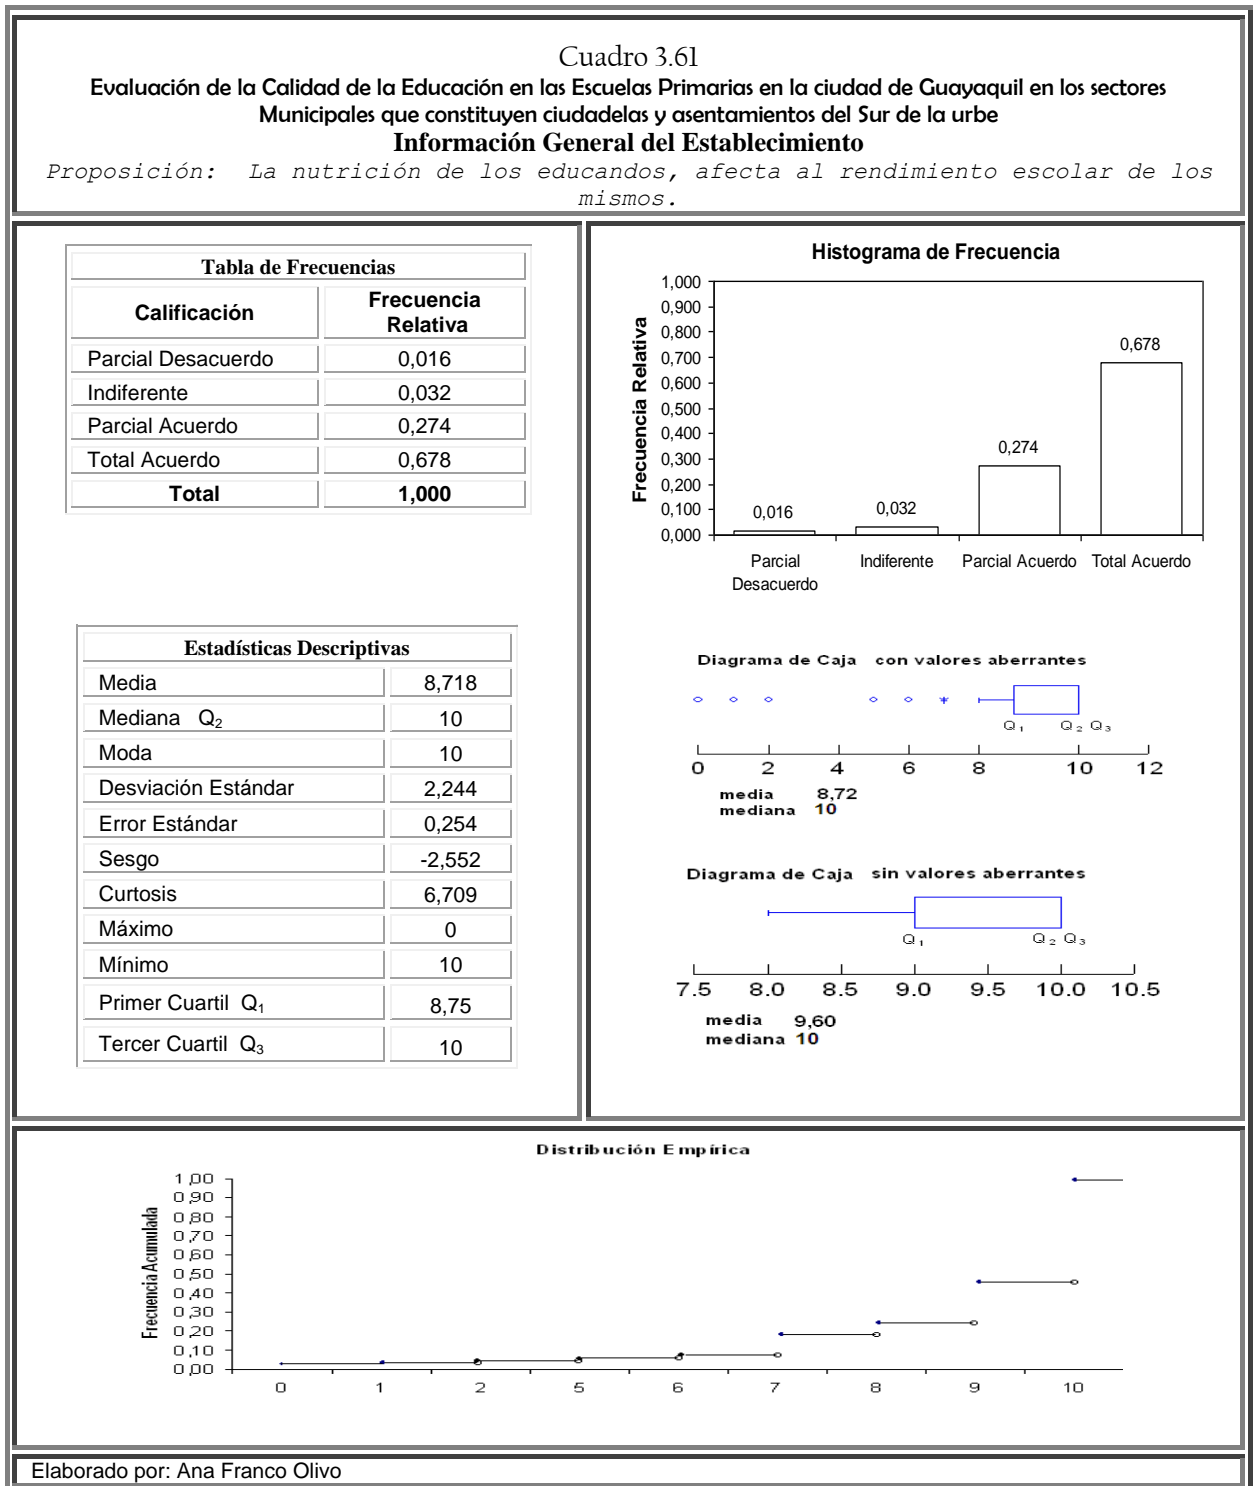 Cuadro 3.61
Evaluación de la Calidad de la Educación en las Escuelas Primarias en la ciudad de Guayaquil en los sectores
Municipales que constituyen ciudadelas y asentamientos del Sur de la urbe
Información General del Establecimiento
Proposición: La nutrición de los educandos, afecta al rendimiento escolar de los
mismos.
Tabla de Frecuencias
Calificación Frecuencia Relativa
Parcial Desacuerdo 0,016
Indiferente 0,032
Parcial Acuerdo 0,274
Total Acuerdo 0,678
Total 1,000
Estadísticas Descriptivas
Media 8,718
Mediana Q2 10
Moda 10
Desviación Estándar 2,244
Error Estándar 0,254
Sesgo -2,552
Curtosis 6,709
Máximo 0
Mínimo 10
Primer Cuartil Q1 8,75
Tercer Cuartil Q3 10
Histograma de Frecuencia
Frecuencia Relativa
1,000
0,900
0,800
0,700
0,600
0,500
0,400
0,300
0,200
0,100
0,000
0,016
0,032
0,274
0,678
Parcial Desacuerdo
Indiferente
Parcial Acuerdo
Total Acuerdo
Diagrama de Caja con valores aberrantes
Q1 Q2 Q3
0 2 4 6 8 10 12
media 8,72
mediana 10
Diagrama de Caja sin valores aberrantes
Q1 Q2 Q3
7.5 8.0 8.5 9.0 9.5 10.0 10.5
media 9,60
mediana 10
Distribución Empírica
Frecuencia Acumulada
1,00
0,90
0,80
0,70
0,60
0,50
0,40
0,30
0,20
0,10
0,00
0 1 2 5 6 7 8 9 10
Elaborado por: Ana Franco Olivo